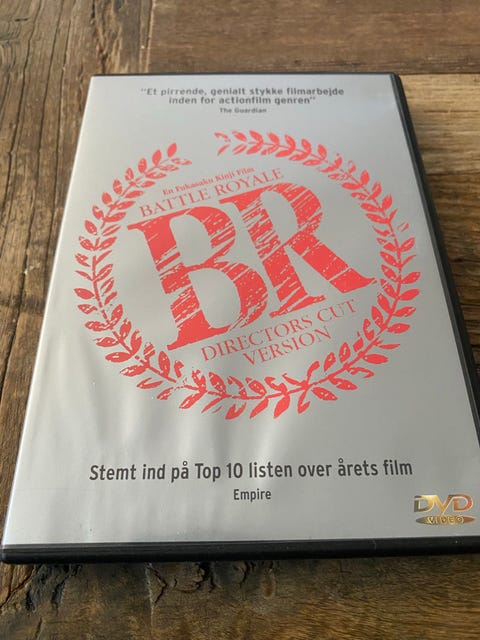 "Et pirrende, genialt stykke filmarbejde
inden for actionfilm genren"
The Guardian
En Fukasaku Kinji Film
BATTLE ROYALE
BR
DIRECTORS CUT
VERSION
Stemt ind på Top 10 listen over årets film
Empire
DVD
VIDEO